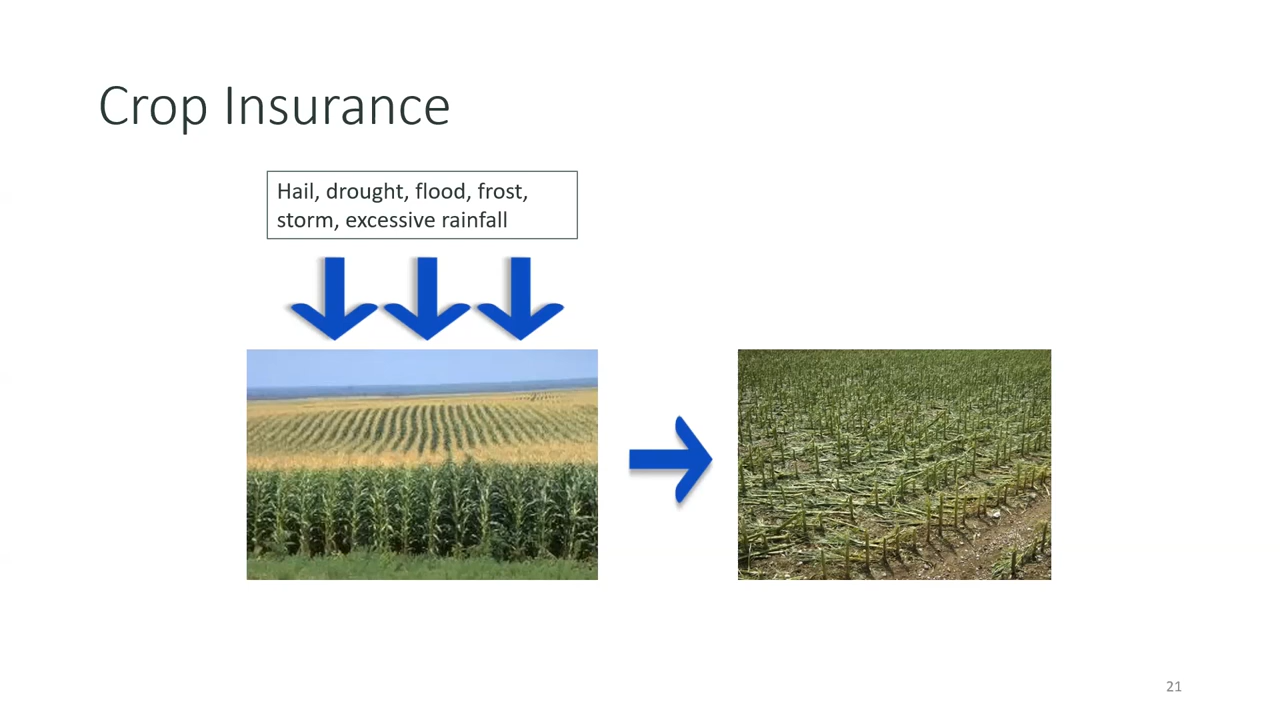 Crop Insurance
Hail, drought, flood, frost,
storm, excessive rainfall
21